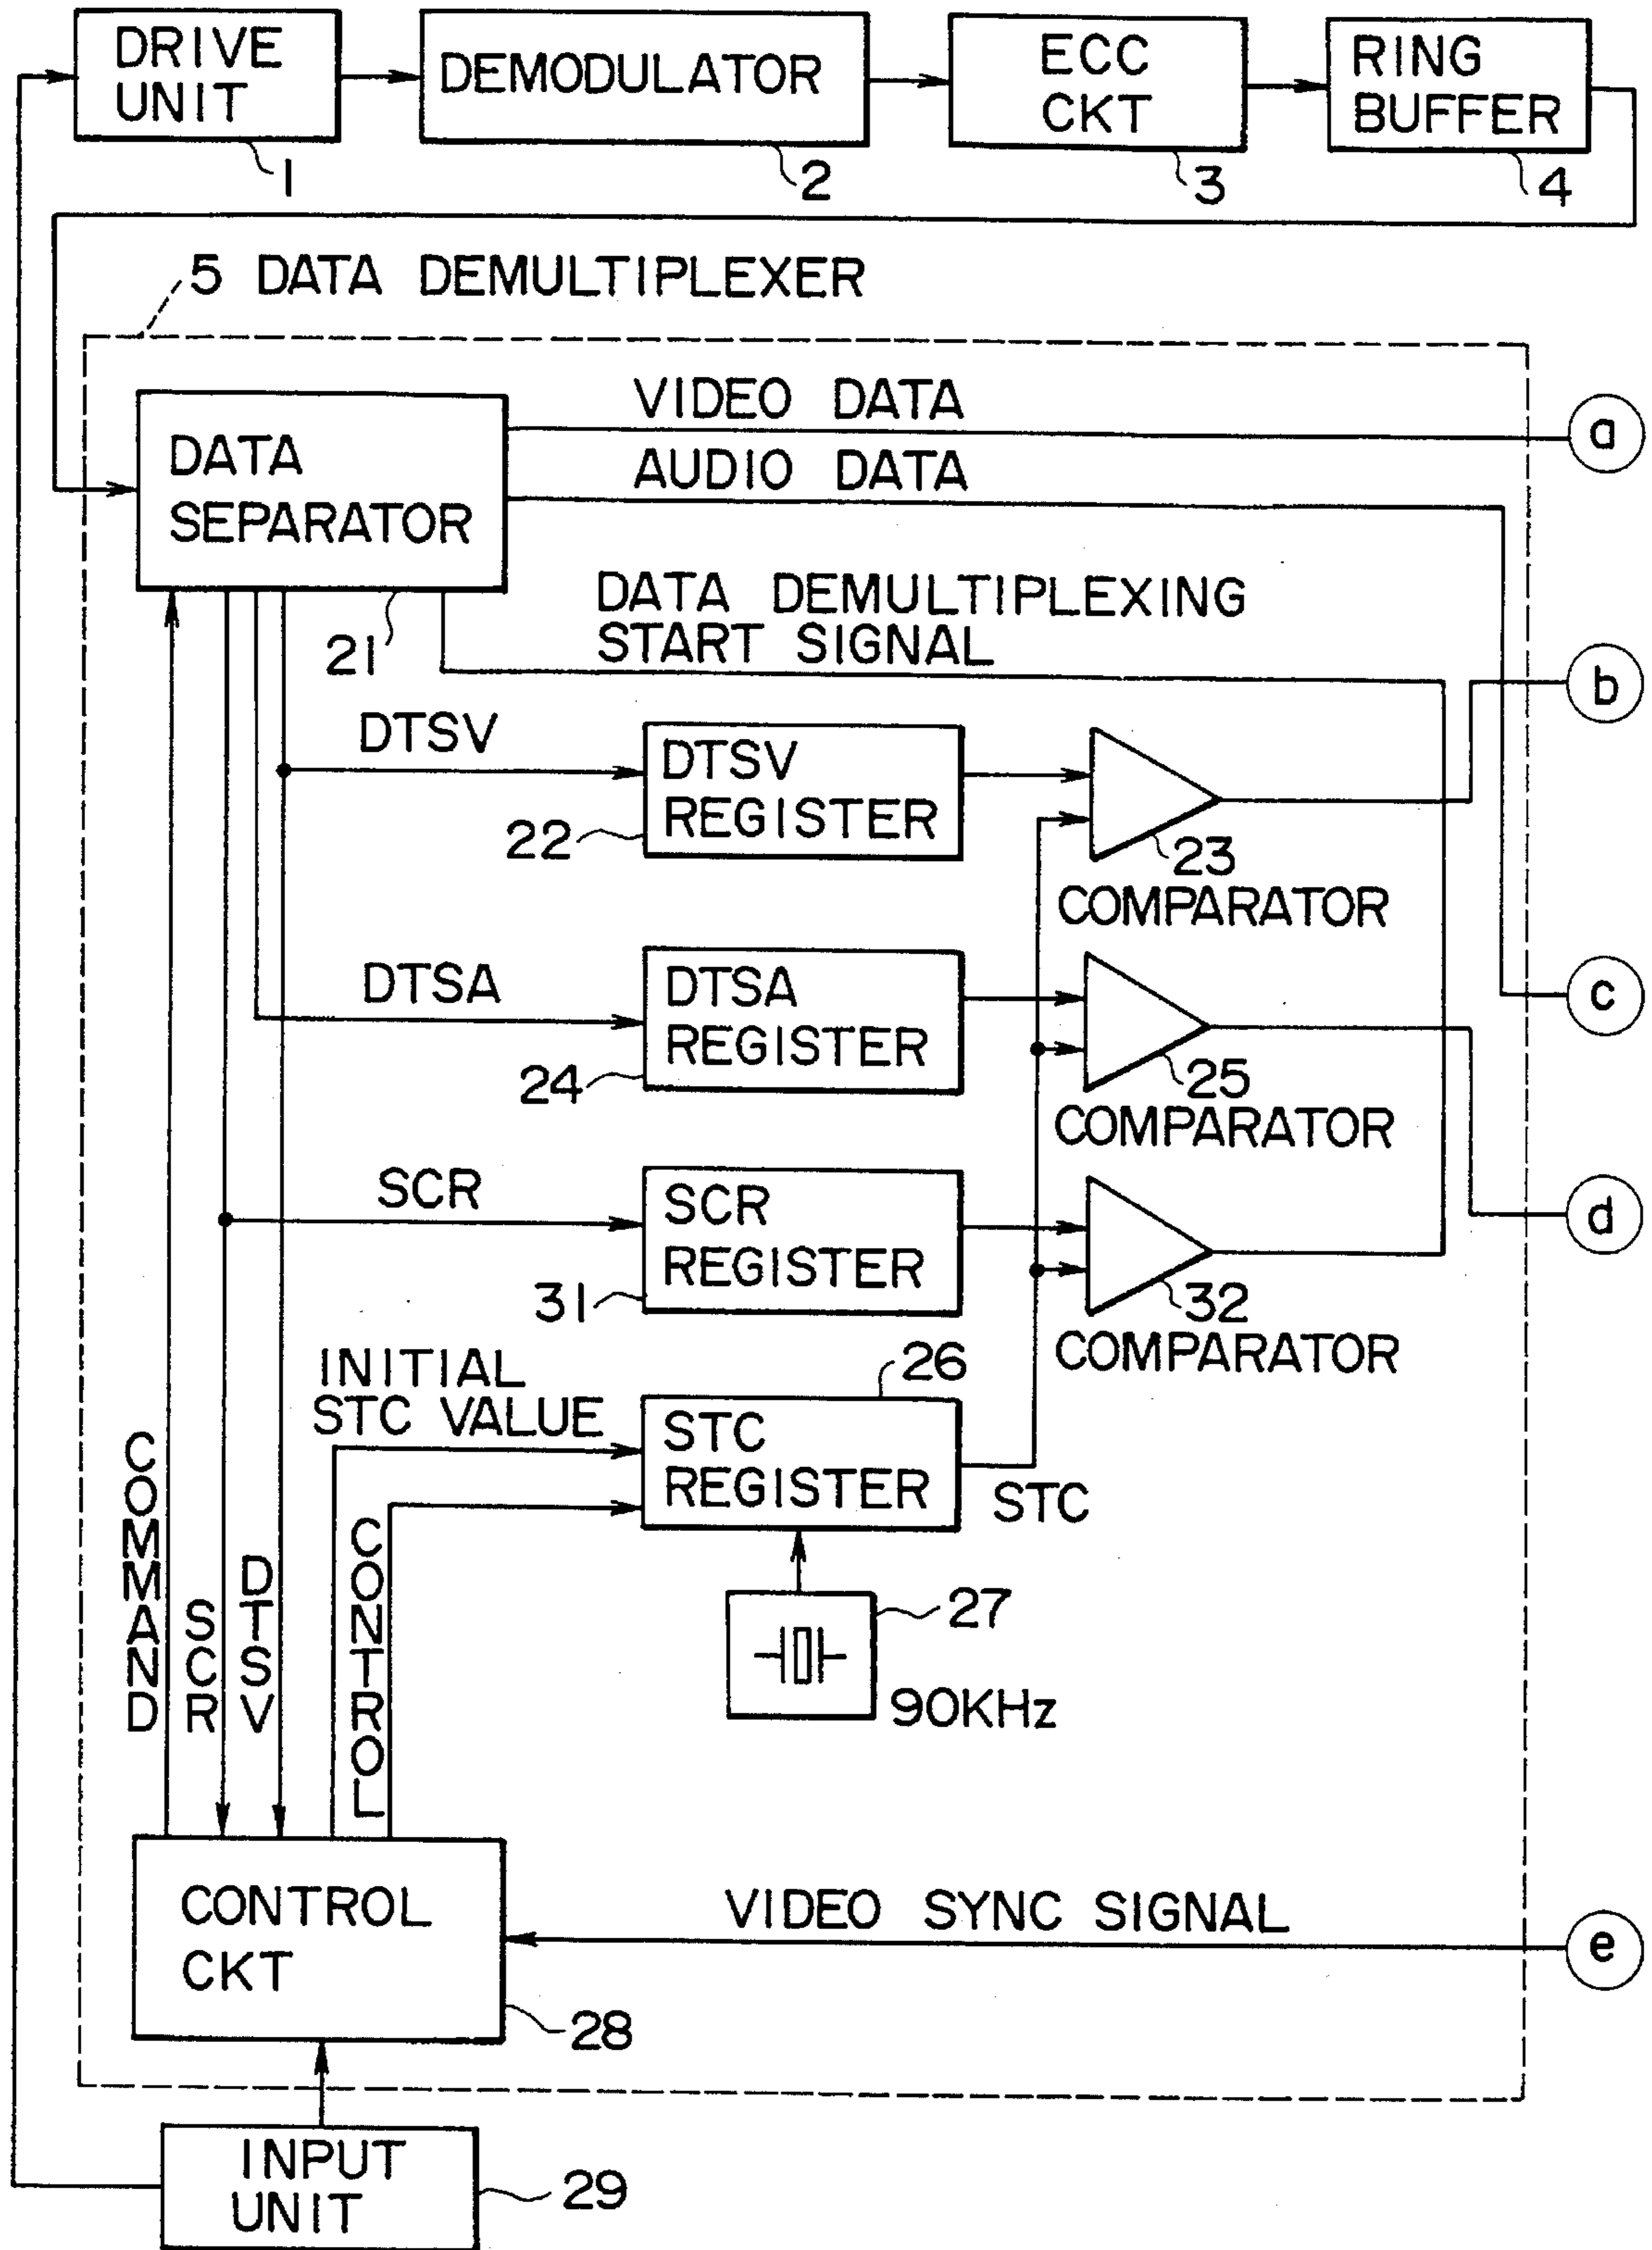 DRIVE
UNIT
1
DEMODULATOR
2
ECC
CKT
3
RING
BUFFER
4
5 DATA DEMULTIPLEXER
DATA
SEPARATOR
21
VIDEO DATA
a
AUDIO DATA
DATA DEMULTIPLEXING
START SIGNAL
b
DTSV
DTSV
REGISTER
22
23
COMPARATOR
c
DTSA
DTSA
REGISTER
24
25
COMPARATOR
d
SCR
SCR
REGISTER
31
32
COMPARATOR
INITIAL
STC VALUE
26
STC
REGISTER
STC
27
90KHz
COMMAND
SCR
DTSV
CONTROL
CONTROL
CKT
28
VIDEO SYNC SIGNAL
e
INPUT
UNIT
29